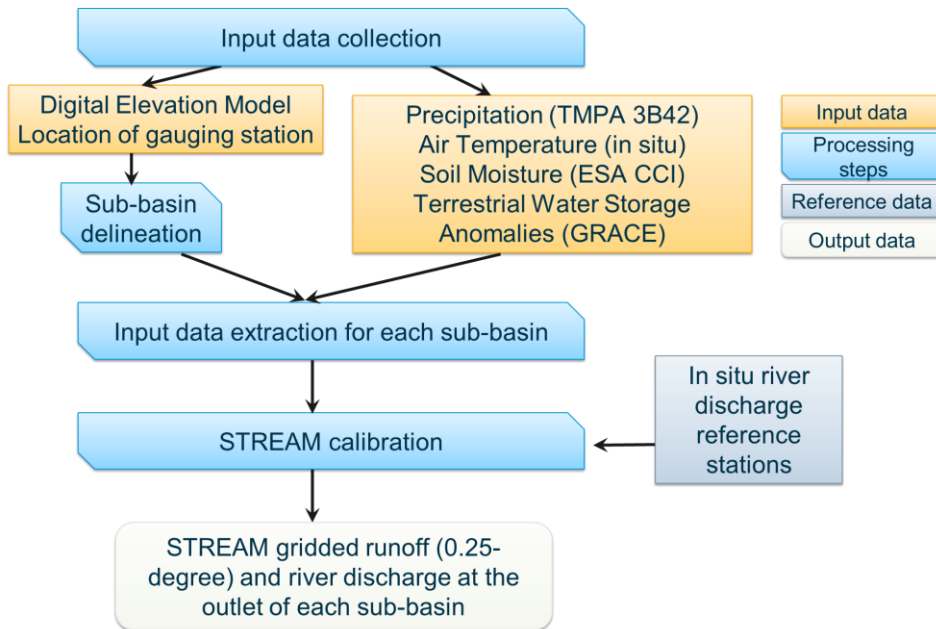 Input data collection
Digital Elevation Model
Location of gauging station
Precipitation (TMPA 3B42)
Air Temperature (in situ)
Soil Moisture (ESA CCI)
Terrestrial Water Storage
Anomalies (GRACE)
Input data
Processing
steps
Reference data
Output data
Sub-basin
delineation
Input data extraction for each sub-basin
In situ river
discharge
reference
stations
STREAM calibration
STREAM gridded runoff (0.25-
degree) and river discharge at the
outlet of each sub-basin